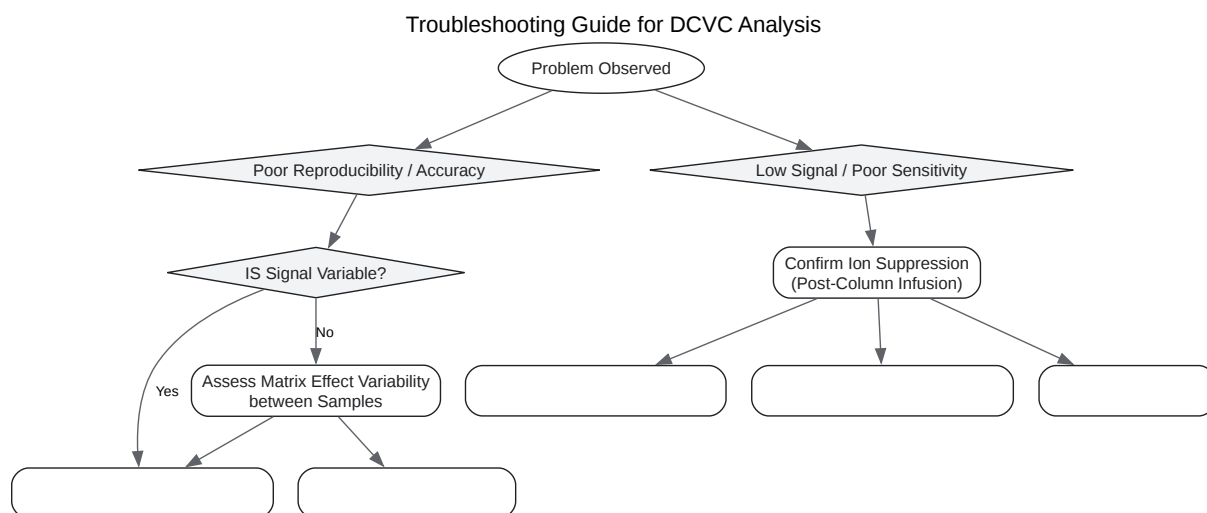 Troubleshooting Guide for DCVC Analysis
Problem Observed
Poor Reproducibility / Accuracy
Low Signal / Poor Sensitivity
IS Signal Variable?
Confirm Ion Suppression
(Post-Column Infusion)
No
Yes
Assess Matrix Effect Variability
between Samples